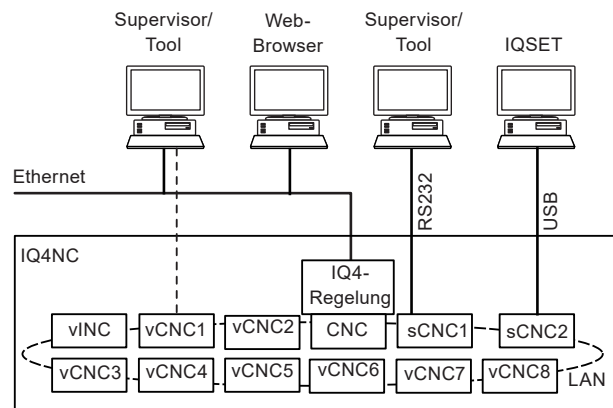 Supervisor/
Tool
Web-
Browser
Supervisor/
Tool
IQSET
Ethernet
RS232
USB
IQ4NC
IQ4-
Regelung
vINC
vCNC1
vCNC2
CNC
sCNC1
sCNC2
vCNC3
vCNC4
vCNC5
vCNC6
vCNC7
vCNC8
LAN